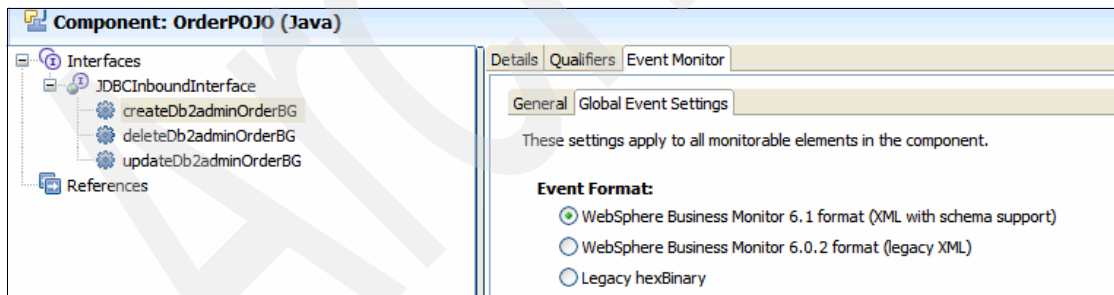 Component: OrderPOJO (Java)
Interfaces
JDBCInboundInterface
createDb2adminOrderBG
deleteDb2adminOrderBG
updateDb2adminOrderBG
References
Details Qualifiers Event Monitor
General Global Event Settings
These settings apply to all monitorable elements in the component.
Event Format:
WebSphere Business Monitor 6.1 format (XML with schema support)
WebSphere Business Monitor 6.0.2 format (legacy XML)
Legacy hexBinary